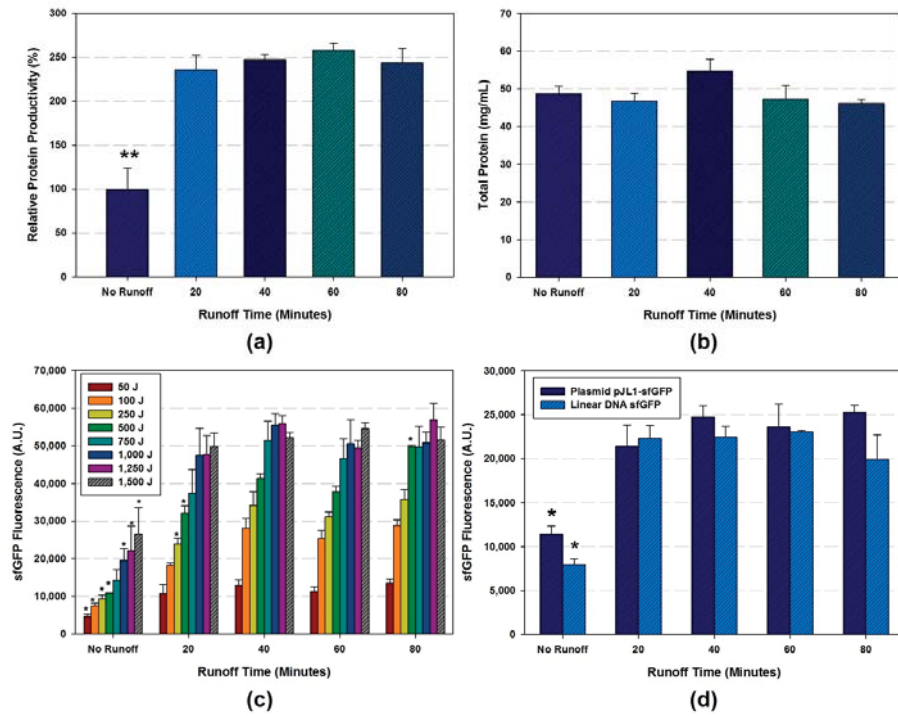 Relative Protein Productivity (%)
300
250
200
150
100
50
0
**
No Runoff 20 40 60 80
Runoff Time (Minutes)
(a)
Total Protein (mg/mL)
70
60
50
40
30
20
10
0
No Runoff 20 40 60 80
Runoff Time (Minutes)
(b)
sfGFP Fluorescence (A.U.)
70,000
60,000
50,000
40,000
30,000
20,000
10,000
0
50 J
100 J
250 J
500 J
750 J
1,000 J
1,250 J
1,500 J
* * * * * * *
* *
*
No Runoff 20 40 60 80
Runoff Time (Minutes)
(c)
sfGFP Fluorescence (A.U.)
30,000
25,000
20,000
15,000
10,000
5,000
0
Plasmid pJL1-sfGFP
Linear DNA sfGFP
* *
No Runoff 20 40 60 80
Runoff Time (Minutes)
(d)